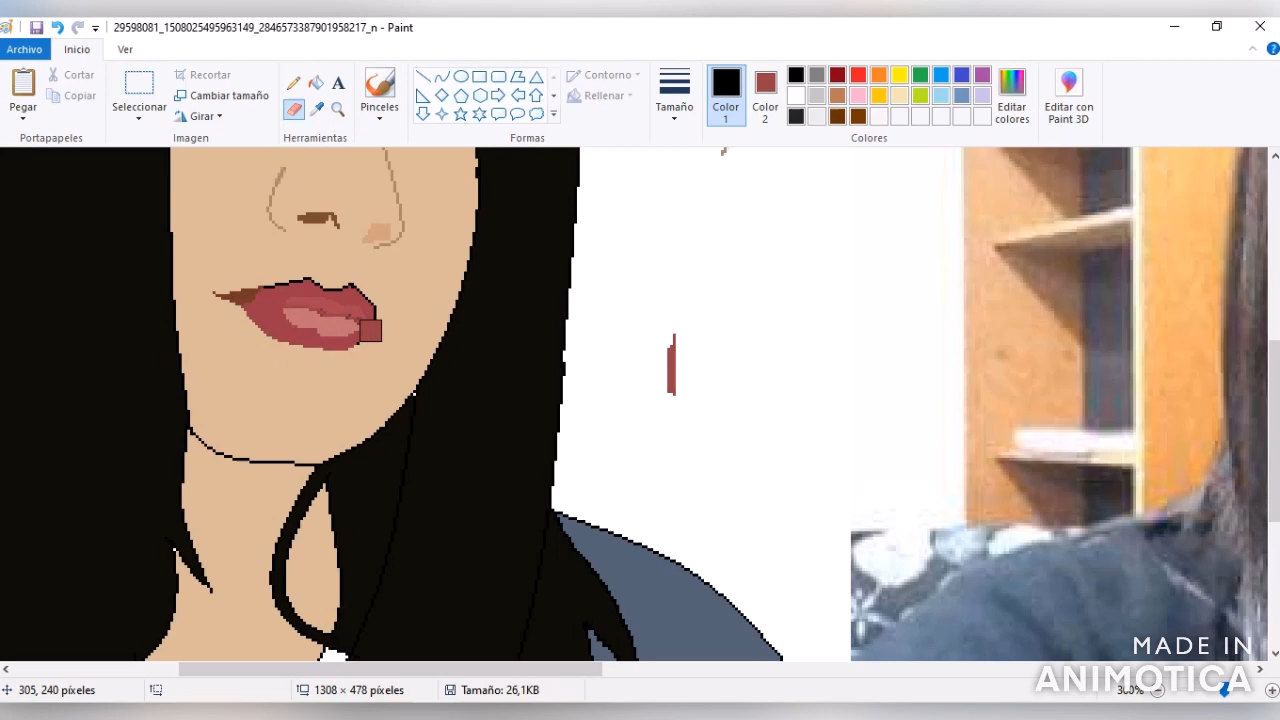 29598081_1508025495963149_2846573387901958217_n - Paint
Archivo Inicio Ver
Pegar
Cortar
Copiar
Portapapeles
Seleccionar
Recortar
Cambiar tamaño
Girar
Imagen
A
Herramientas
Pinceles
Formas
Contorno
Rellenar
Tamaño
Color 1
Color 2
Colores
Editar colores
Editar con Paint 3D
MADE IN
ANIMOTICA
305, 240 píxeles
1308 × 478 píxeles
Tamaño: 26,1KB